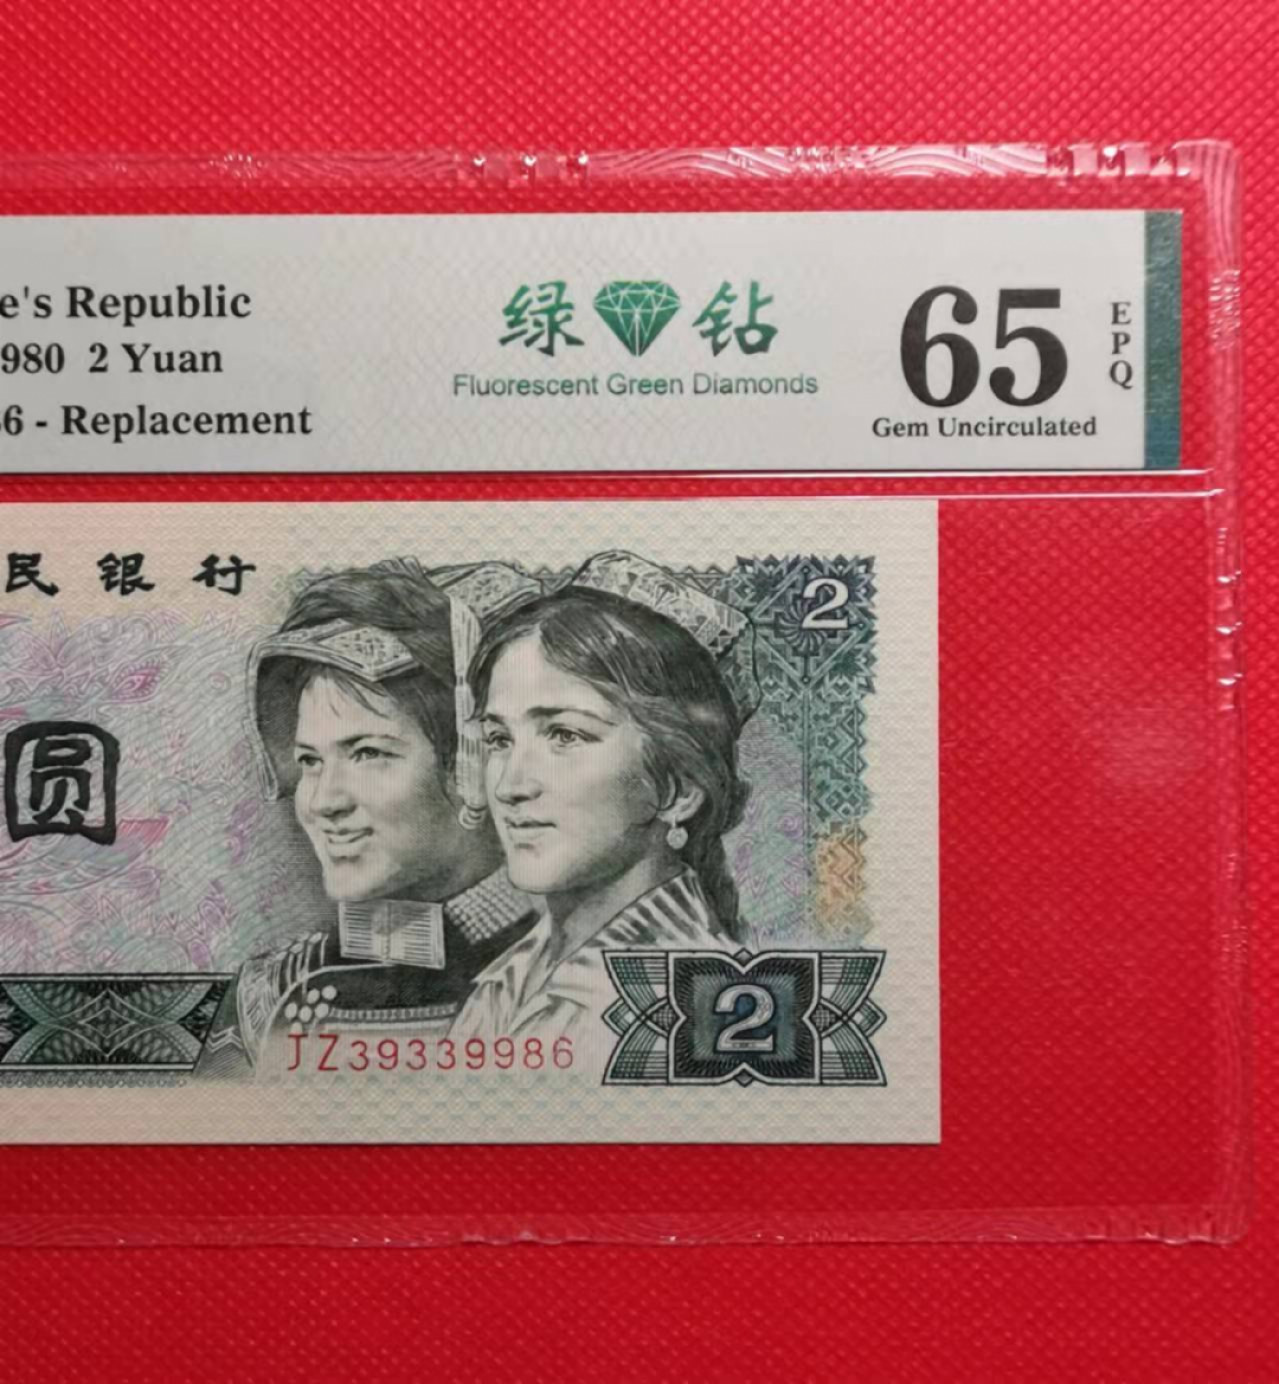 e's Republic
980 2 Yuan
6 - Replacement
绿 钻
Fluorescent Green Diamonds
65
EPQ
Gem Uncirculated
民银行
2
圆
JZ39339986
2